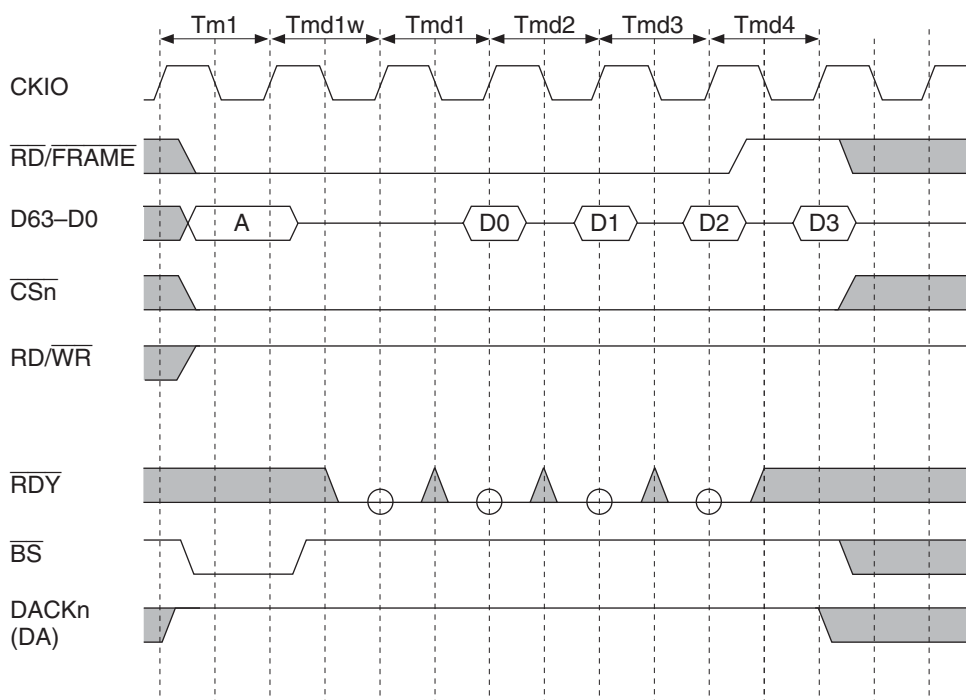 Tm1 Tmd1w Tmd1 Tmd2 Tmd3 Tmd4
CKIO
RD/FRAME
D63–D0 A D0 D1 D2 D3
CSn
RD/WR
RDY
BS
DACKn
(DA)